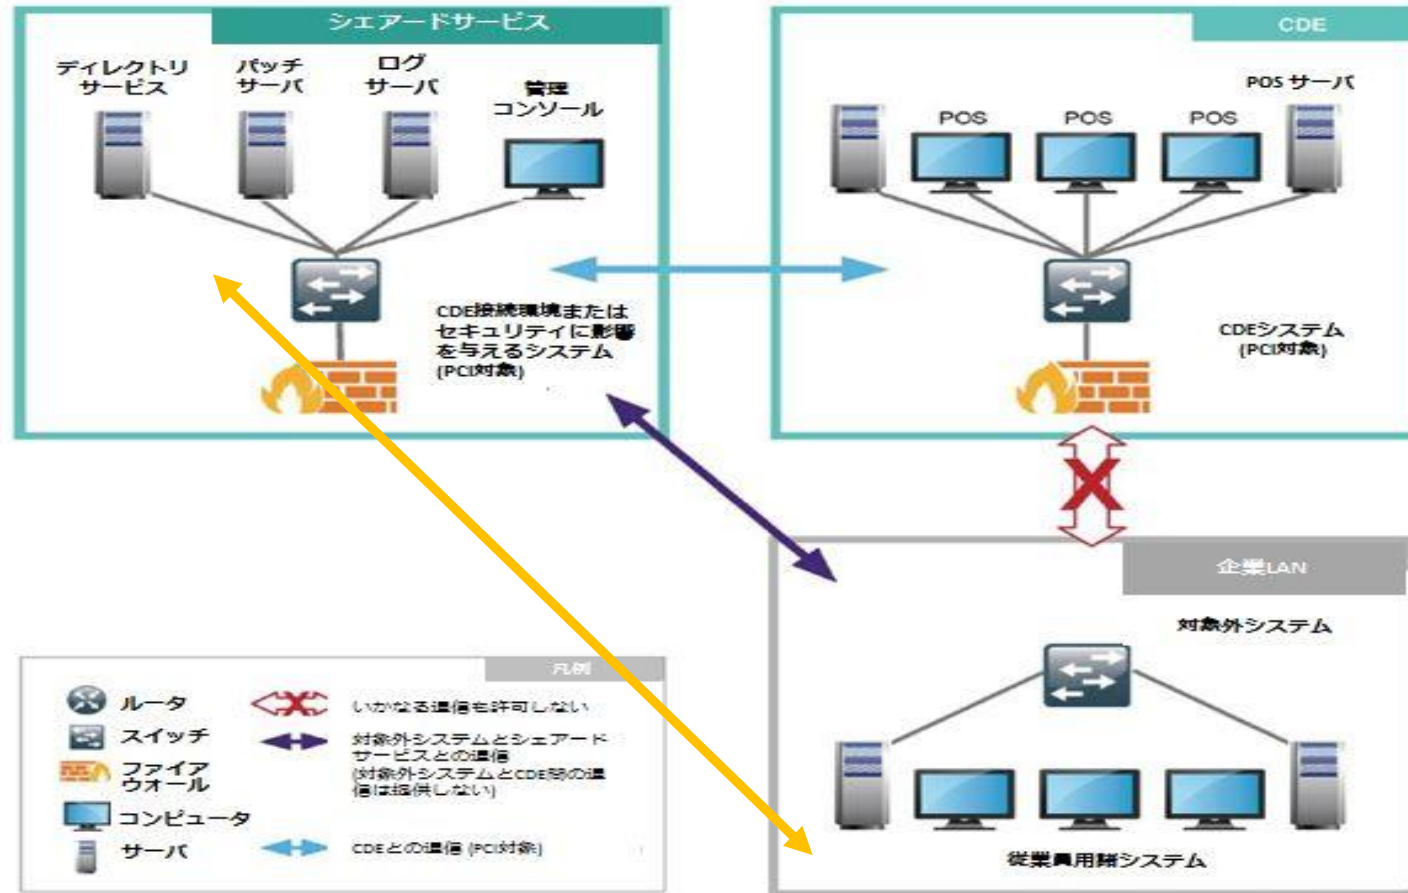 シェアードサービス
ディレクトリ
サービス
パッチ
サーバ
ログ
サーバ
管理
コンソール
CDE接続環境または
セキュリティに影響
を与えるシステム
(PCI対象)
CDE
POS サーバ
POS
POS
POS
CDEシステム
(PCI対象)
企業LAN
対象外システム
従業員用諸システム
凡例
ルータ
スイッチ
ファイア
ウォール
コンピュータ
サーバ
いかなる通信も許可しない
対象外システムとシェアード
サービスとの通信
(対象外システムとCDE間の通
信は提供しない)
CDEとの通信 (PCI対象)